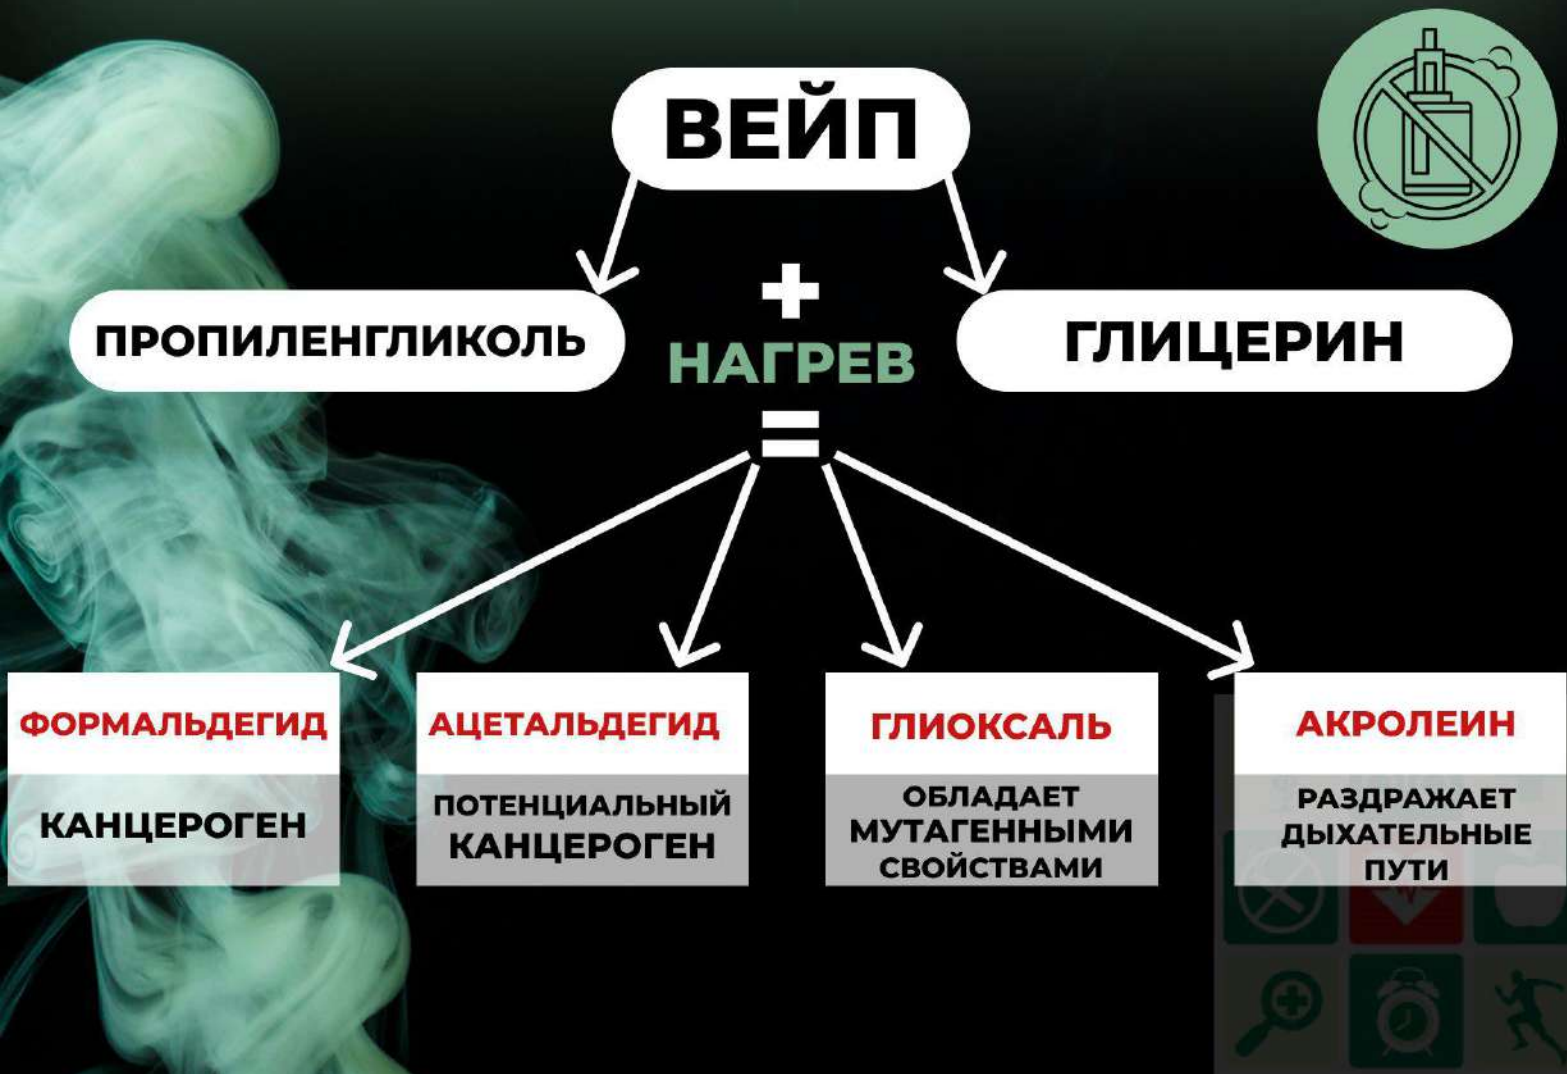 ВЕЙП
+
ПРОПИЛЕНГЛИКОЛЬ
НАГРЕВ
ГЛИЦЕРИН
=
ФОРМАЛЬДЕГИД
КАНЦЕРОГЕН
АЦЕТАЛЬДЕГИД
ПОТЕНЦИАЛЬНЫЙ
КАНЦЕРОГЕН
ГЛИОКСАЛЬ
ОБЛАДАЕТ
МУТАГЕННЫМИ
СВОЙСТВАМИ
АКРОЛЕИН
РАЗДРАЖАЕТ
ДЫХАТЕЛЬНЫЕ
ПУТИ